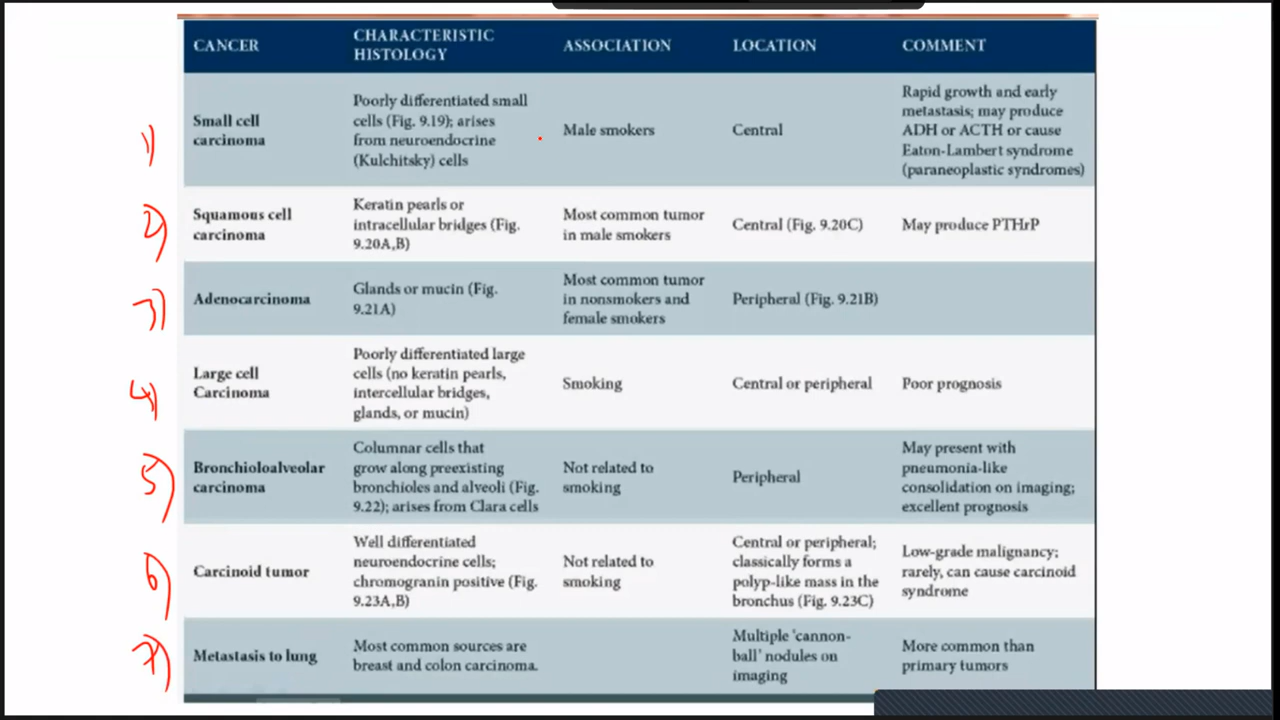 CANCER
CHARACTERISTIC
HISTOLOGY
ASSOCIATION
LOCATION
COMMENT
1)
Small cell
carcinoma
Poorly differentiated small
cells (Fig. 9.19); arises
from neuroendocrine
(Kulchitsky) cells
Male smokers
Central
Rapid growth and early
metastasis; may produce
ADH or ACTH or cause
Eaton-Lambert syndrome
(paraneoplastic syndromes)
2)
Squamous cell
carcinoma
Keratin pearls or
intracellular bridges (Fig.
9.20A,B)
Most common tumor
in male smokers
Central (Fig. 9.20C)
May produce PTHrP
3)
Adenocarcinoma
Glands or mucin (Fig.
9.21A)
Most common tumor
in nonsmokers and
female smokers
Peripheral (Fig. 9.21B)
4)
Large cell
Carcinoma
Poorly differentiated large
cells (no keratin pearls,
intercellular bridges,
glands, or mucin)
Smoking
Central or peripheral
Poor prognosis
5)
Bronchioloalveolar
carcinoma
Columnar cells that
grow along preexisting
bronchioles and alveoli (Fig.
9.22); arises from Clara cells
Not related to
smoking
Peripheral
May present with
pneumonia-like
consolidation on imaging;
excellent prognosis
6)
Carcinoid tumor
Well differentiated
neuroendocrine cells;
chromogranin positive (Fig.
9.23A,B)
Not related to
smoking
Central or peripheral;
classically forms a
polyp-like mass in the
bronchus (Fig. 9.23C)
Low-grade malignancy;
rarely, can cause carcinoid
syndrome
7)
Metastasis to lung
Most common sources are
breast and colon carcinoma.
Multiple 'cannon-
ball' nodules on
imaging
More common than
primary tumors